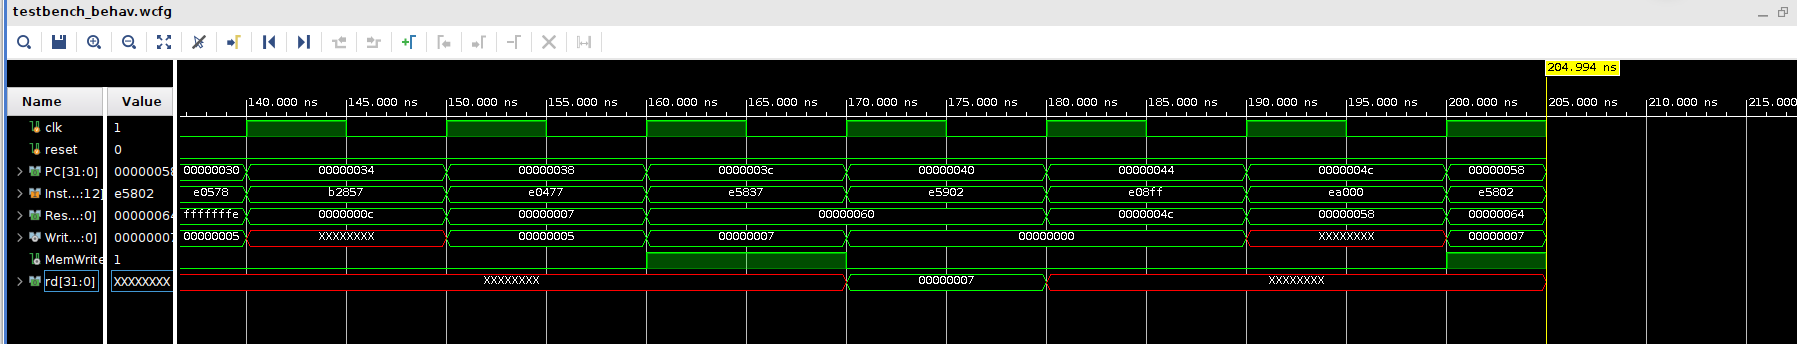 testbench_behav.wcfg
204.994 ns
Name Value 140.000 ns 145.000 ns 150.000 ns 155.000 ns 160.000 ns 165.000 ns 170.000 ns 175.000 ns 180.000 ns 185.000 ns 190.000 ns 195.000 ns 200.000 ns 205.000 ns 210.000 ns 215.000
clk 1
reset 0
PC[31:0] 00000058 00000030 00000034 00000038 0000003c 00000040 00000044 0000004c 00000058
Inst...:12] e5802 e0578 b2857 e0477 e5837 e5902 e08ff ea000 e5802
Res...:0] 00000064 fffffffe 0000000c 00000007 00000060 0000004c 00000058 00000064
Writ...:0] 00000007 00000005 XXXXXXXX 00000005 00000007 00000000 XXXXXXXX 00000007
MemWrite 1
rd[31:0] XXXXXXXX XXXXXXXX 00000007 XXXXXXXX